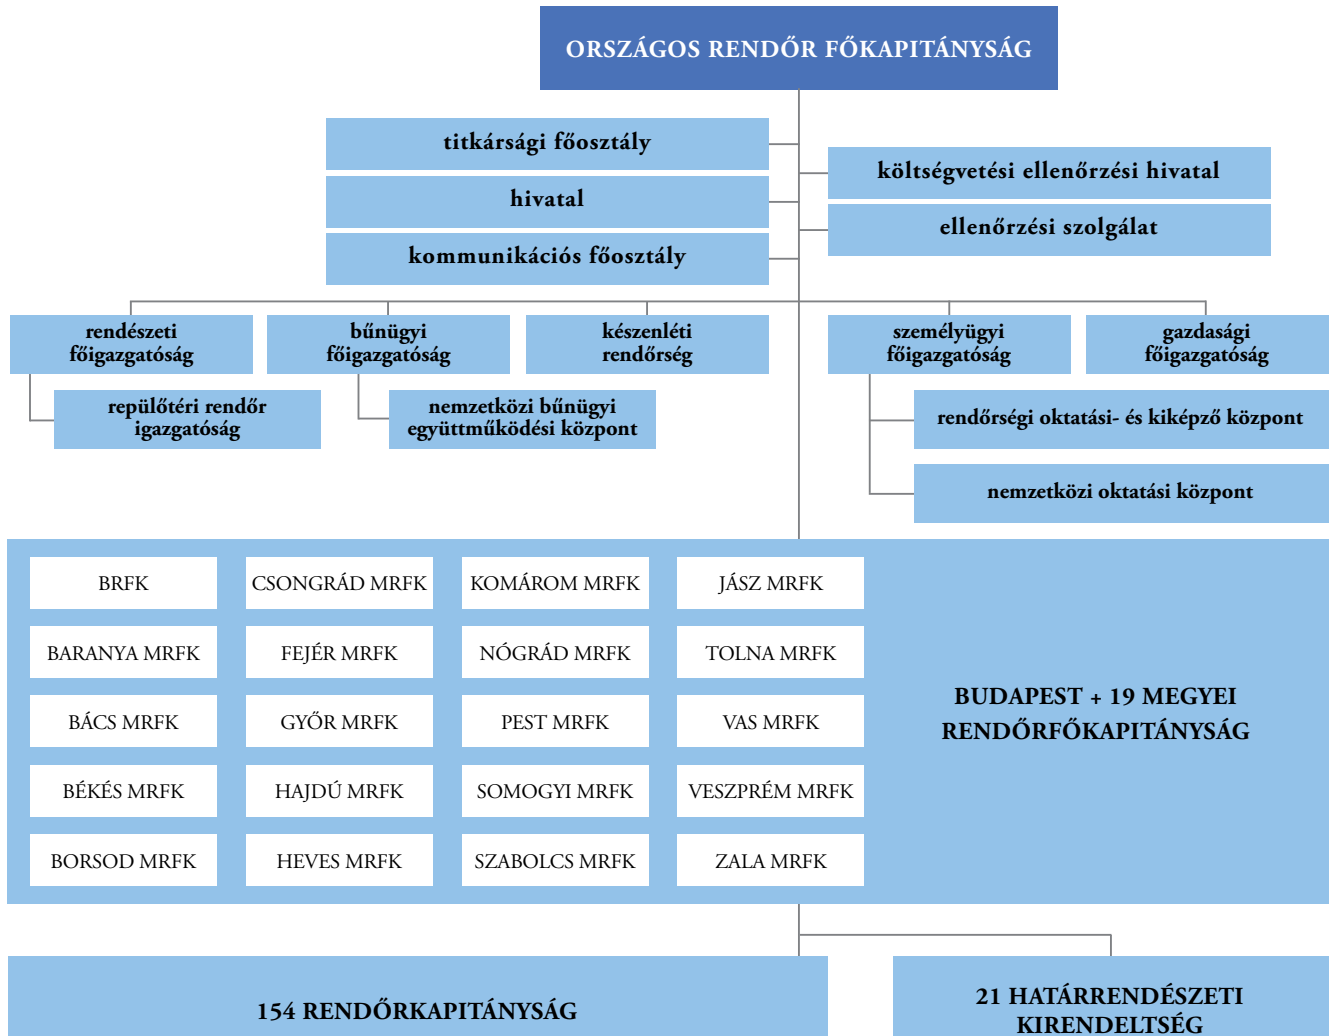 ORSZÁGOS RENDŐR FŐKAPITÁNYSÁG
titkársági főosztály
költségvetési ellenőrzési hivatal
hivatal
ellenőrzési szolgálat
kommunikációs főosztály
rendészeti
főigazgatóság
bűnügyi
főigazgatóság
készenléti
rendőrség
személyügyi
főigazgatóság
gazdasági
főigazgatóság
repülőtéri rendőr
igazgatóság
nemzetközi bűnügyi
együttműködési központ
rendőrségi oktatási- és kiképző központ
nemzetközi oktatási központ
BRFK
CSONGRÁD MRFK
KOMÁROM MRFK
JÁSZ MRFK
BARANYA MRFK
FEJÉR MRFK
NÓGRÁD MRFK
TOLNA MRFK
BÁCS MRFK
GYŐR MRFK
PEST MRFK
VAS MRFK
BÉKÉS MRFK
HAJDÚ MRFK
SOMOGYI MRFK
VESZPRÉM MRFK
BORSOD MRFK
HEVES MRFK
SZABOLCS MRFK
ZALA MRFK
BUDAPEST + 19 MEGYEI
RENDŐRFŐKAPITÁNYSÁG
154 RENDŐRKAPITÁNYSÁG
21 HATÁRRENDÉSZETI
KIRENDELTSÉG